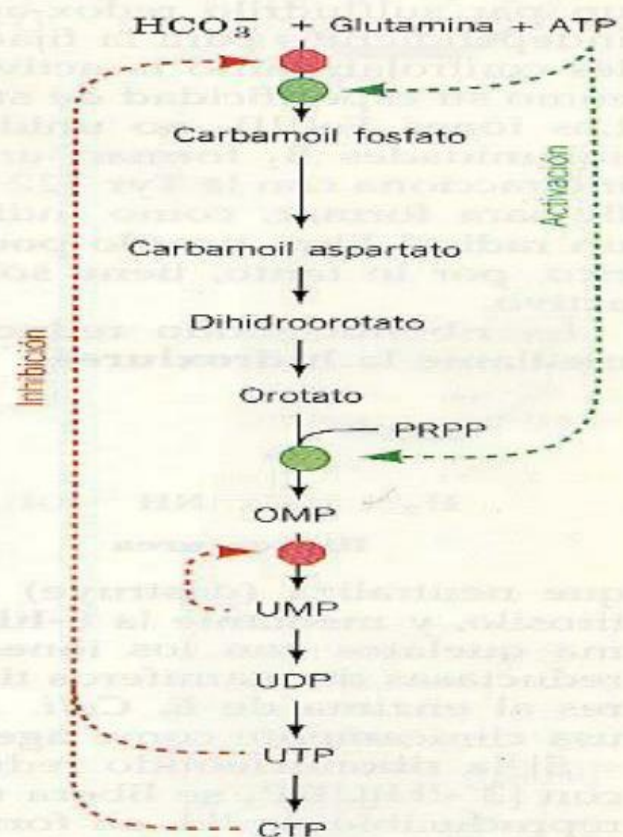 HCO₃⁻ + Glutamina + ATP
Carbamoil fosfato
Activación
Carbamoil aspartato
Dihidroorotato
Inhibición
Orotato
PRPP
OMP
UMP
UDP
UTP
CTP